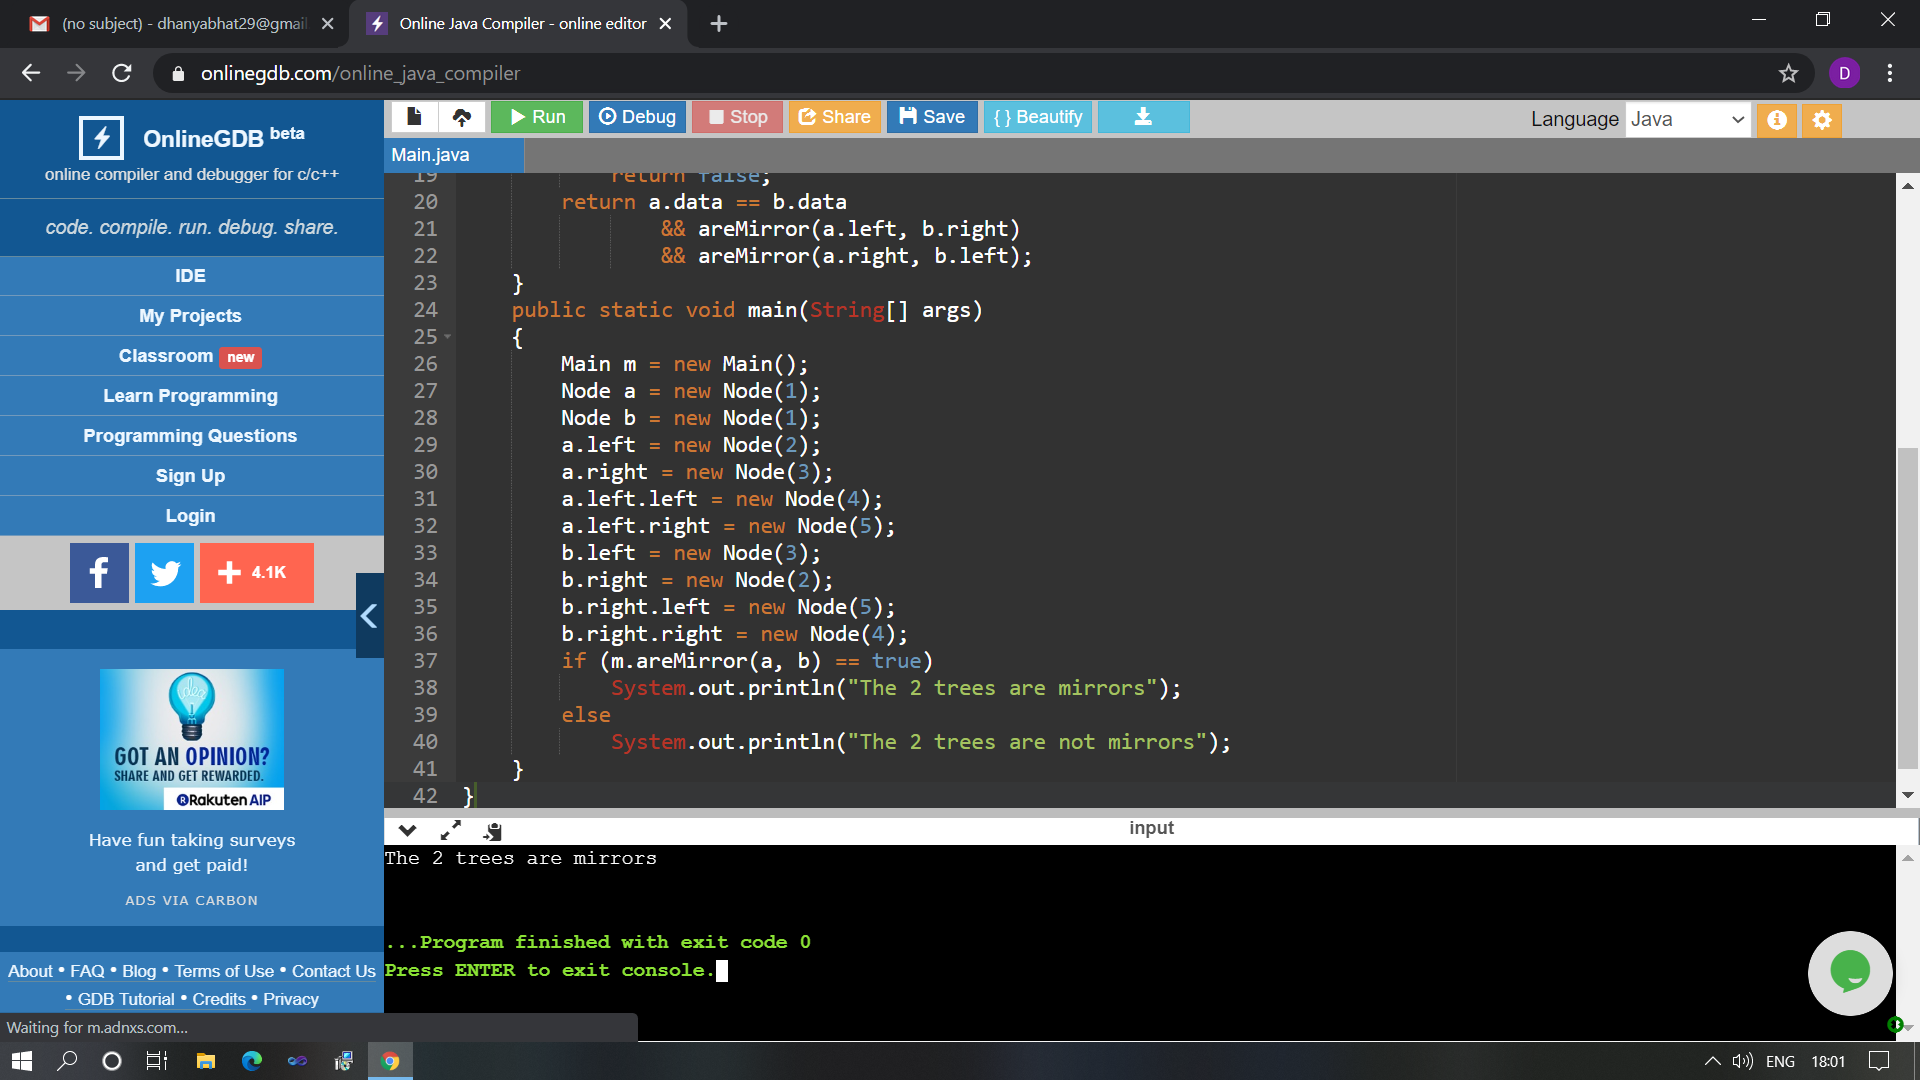 (no subject) - dhanyabhat29@gmai
Online Java Compiler - online editor
onlinegdb.com/online_java_compiler
D
OnlineGDB beta
online compiler and debugger for c/c++
code. compile. run. debug. share.
IDE
My Projects
Classroom new
Learn Programming
Programming Questions
Sign Up
Login
f
4.1K
idea
GOT AN OPINION?
SHARE AND GET REWARDED.
Rakuten AIP
Have fun taking surveys
and get paid!
ADS VIA CARBON
About • FAQ • Blog • Terms of Use • Contact Us
• GDB Tutorial • Credits • Privacy
Waiting for m.adnxs.com...
Run Debug Stop Share Save { } Beautify
Language Java
Main.java
19 return false;
20 return a.data == b.data
21 && areMirror(a.left, b.right)
22 && areMirror(a.right, b.left);
23 }
24 public static void main(String[] args)
25 {
26 Main m = new Main();
27 Node a = new Node(1);
28 Node b = new Node(1);
29 a.left = new Node(2);
30 a.right = new Node(3);
31 a.left.left = new Node(4);
32 a.left.right = new Node(5);
33 b.left = new Node(3);
34 b.right = new Node(2);
35 b.right.left = new Node(5);
36 b.right.right = new Node(4);
37 if (m.areMirror(a, b) == true)
38 System.out.println("The 2 trees are mirrors");
39 else
40 System.out.println("The 2 trees are not mirrors");
41 }
42 }
input
The 2 trees are mirrors
...Program finished with exit code 0
Press ENTER to exit console.
ENG 18:01